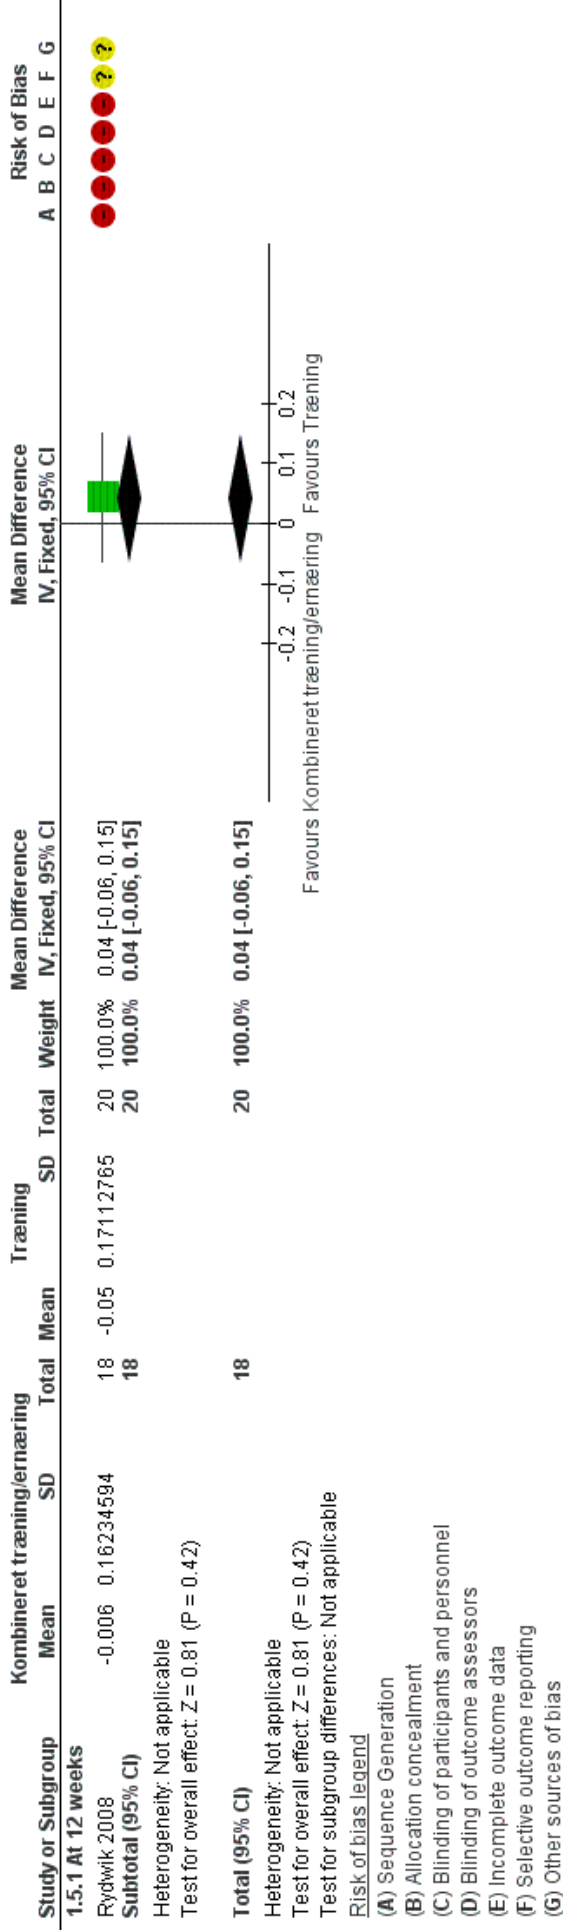 Kombineret træning/ernæring Træning Mean Difference Mean Difference Risk of Bias
Study or Subgroup Mean SD Total Mean SD Total Weight IV, Fixed, 95% CI IV, Fixed, 95% CI A B C D E F G
1.5.1 At 12 weeks
Rydwik 2008 -0.006 0.16234594 18 -0.05 0.17112765 20 100.0% 0.04 [-0.06, 0.15] - - - - - ? ?
Subtotal (95% CI) 18 20 100.0% 0.04 [-0.06, 0.15]
Heterogeneity: Not applicable
Test for overall effect: Z = 0.81 (P = 0.42)
Total (95% CI) 18 20 100.0% 0.04 [-0.06, 0.15]
Heterogeneity: Not applicable
Test for overall effect: Z = 0.81 (P = 0.42)
Test for subgroup differences: Not applicable
-0.2 -0.1 0 0.1 0.2
Favours Kombineret træning/ernæring Favours Træning
Risk of bias legend
(A) Sequence Generation
(B) Allocation concealment
(C) Blinding of participants and personnel
(D) Blinding of outcome assessors
(E) Incomplete outcome data
(F) Selective outcome reporting
(G) Other sources of bias